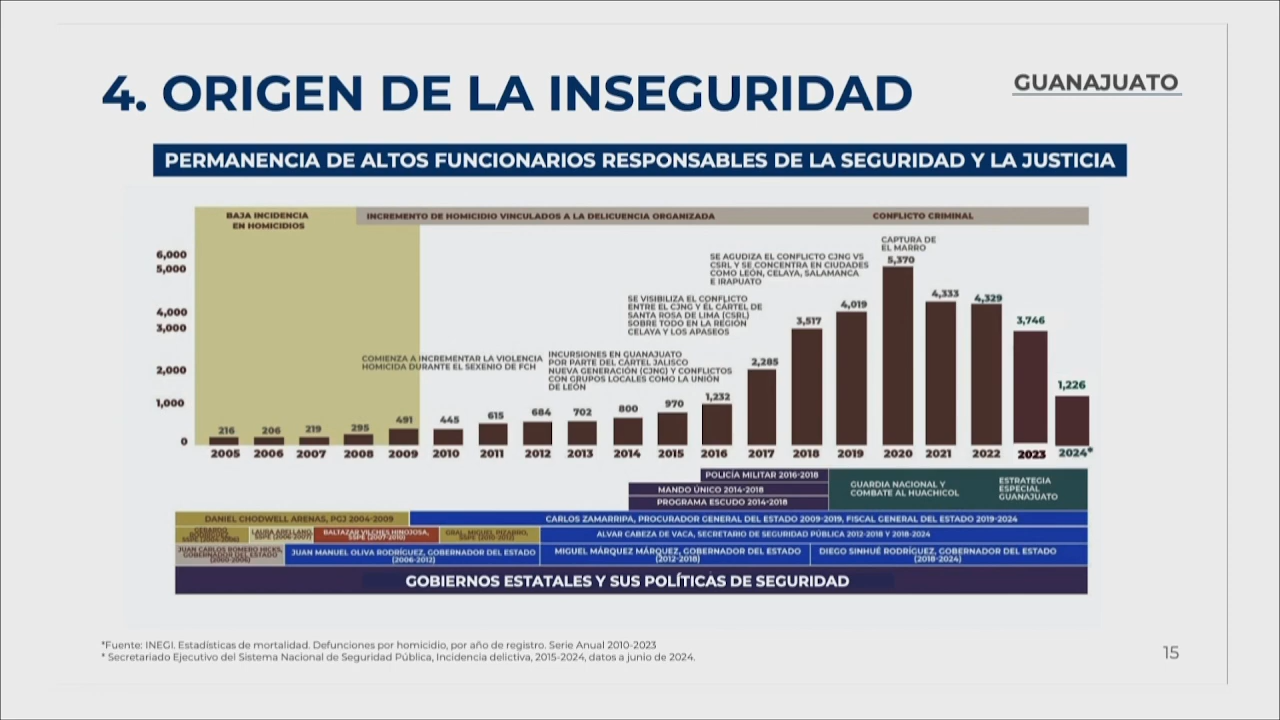 4. ORIGEN DE LA INSEGURIDAD
GUANAJUATO
PERMANENCIA DE ALTOS FUNCIONARIOS RESPONSABLES DE LA SEGURIDAD Y LA JUSTICIA
BAJA INCIDENCIA
EN HOMICIDIOS
INCREMENTO DE HOMICIDIO VINCULADOS A LA DELICUENCIA ORGANIZADA
CONFLICTO CRIMINAL
6,000
5,000
4,000
3,000
2,000
1,000
0
COMIENZA A INCREMENTAR LA VIOLENCIA
HOMICIDA DURANTE EL SEXENIO DE FCH
INCURSIONES EN GUANAJUATO
POR PARTE DEL CÁRTEL JALISCO
NUEVA GENERACIÓN (CJNG) Y CONFLICTOS
CON GRUPOS LOCALES COMO LA UNIÓN
DE LEÓN
SE VISIBILIZA EL CONFLICTO
ENTRE EL CJNG Y EL CÁRTEL DE
SANTA ROSA DE LIMA (CSRL)
SOBRE TODO EN LA REGIÓN
CELAYA Y LOS APASEOS
SE AGUDIZA EL CONFLICTO CJNG VS
CSRL Y SE CONCENTRA EN CIUDADES
COMO LEÓN, CELAYA, SALAMANCA
E IRAPUATO
CAPTURA DE
EL MARRO
216 206 219 295 491 445 615 684 702 800 970 1,232 2,285 3,517 4,019 5,370 4,333 4,329 3,746 1,226
2005 2006 2007 2008 2009 2010 2011 2012 2013 2014 2015 2016 2017 2018 2019 2020 2021 2022 2023 2024*
POLICÍA MILITAR 2016-2018
MANDO ÚNICO 2014-2018
PROGRAMA ESCUDO 2014-2018
GUARDIA NACIONAL Y
COMBATE AL HUACHICOL
ESTRATEGIA
ESPECIAL
GUANAJUATO
DANIEL CHODWELL ARENAS, PGJ 2004-2009
CARLOS ZAMARRIPA, PROCURADOR GENERAL DEL ESTADO 2009-2019, FISCAL GENERAL DEL ESTADO 2019-2024
LAURA ARELLANO,
SSPE (2006-2007)
BALTAZAR VILCHES HINOJOSA,
SSPE (2007-2010)
GRAL. MIGUEL PIZARRO,
SSPE (2010-2012)
ALVAR CABEZA DE VACA, SECRETARIO DE SEGURIDAD PÚBLICA 2012-2018 Y 2018-2024
JUAN CARLOS ROMERO HICKS,
GOBERNADOR DEL ESTADO
(2000-2006)
JUAN MANUEL OLIVA RODRÍGUEZ, GOBERNADOR DEL ESTADO
(2006-2012)
MIGUEL MÁRQUEZ MÁRQUEZ, GOBERNADOR DEL ESTADO
(2012-2018)
DIEGO SINHUÉ RODRÍGUEZ, GOBERNADOR DEL ESTADO
(2018-2024)
GOBIERNOS ESTATALES Y SUS POLÍTICAS DE SEGURIDAD
*Fuente: INEGI. Estadísticas de mortalidad. Defunciones por homicidio, por año de registro. Serie Anual 2010-2023
* Secretariado Ejecutivo del Sistema Nacional de Seguridad Pública, Incidencia delictiva, 2015-2024, datos a junio de 2024.
15